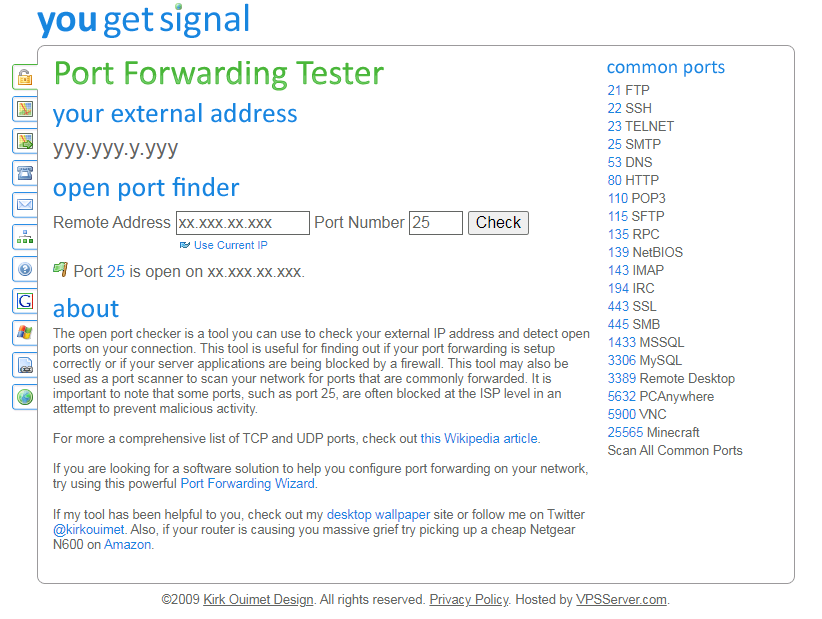 you get signal
Port Forwarding Tester
your external address
yyy.yyy.y.yyy
open port finder
Remote Address xx.xxx.xx.xxx Port Number 25 Check
Use Current IP
Port 25 is open on xx.xxx.xx.xxx.
about
The open port checker is a tool you can use to check your external IP address and detect open
ports on your connection. This tool is useful for finding out if your port forwarding is setup
correctly or if your server applications are being blocked by a firewall. This tool may also be
used as a port scanner to scan your network for ports that are commonly forwarded. It is
important to note that some ports, such as port 25, are often blocked at the ISP level in an
attempt to prevent malicious activity.
For more a comprehensive list of TCP and UDP ports, check out this Wikipedia article.
If you are looking for a software solution to help you configure port forwarding on your network,
try using this powerful Port Forwarding Wizard.
If my tool has been helpful to you, check out my desktop wallpaper site or follow me on Twitter
@kirkouimet. Also, if your router is causing you massive grief try picking up a cheap Netgear
N600 on Amazon.
common ports
21 FTP
22 SSH
23 TELNET
25 SMTP
53 DNS
80 HTTP
110 POP3
115 SFTP
135 RPC
139 NetBIOS
143 IMAP
194 IRC
443 SSL
445 SMB
1433 MSSQL
3306 MySQL
3389 Remote Desktop
5632 PCAnywhere
5900 VNC
25565 Minecraft
Scan All Common Ports
©2009 Kirk Ouimet Design. All rights reserved. Privacy Policy. Hosted by VPSServer.com.